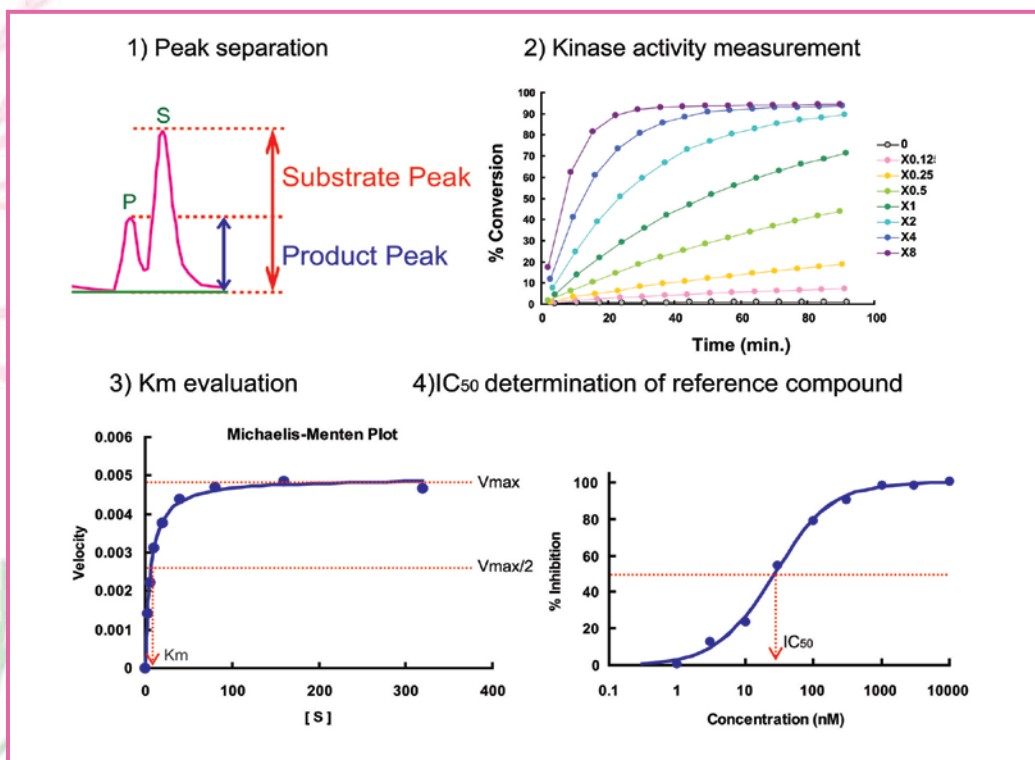 1) Peak separation
S
P
Substrate Peak
Product Peak
2) Kinase activity measurement
100
90
80
70
60
50
40
30
20
10
0
% Conversion
0 20 40 60 80 100
Time (min.)
0
X0.12
X0.25
X0.5
X1
X2
X4
X8
3) Km evaluation
Michaelis-Menten Plot
0.006
0.005
0.004
0.003
0.002
0.001
0
Velocity
Vmax
Vmax/2
Km
0 100 200 300 400
[ S ]
4)IC50 determination of reference compound
100
80
60
40
20
0
% Inhibition
IC50
0.1 1 10 100 1000 10000
Concentration (nM)